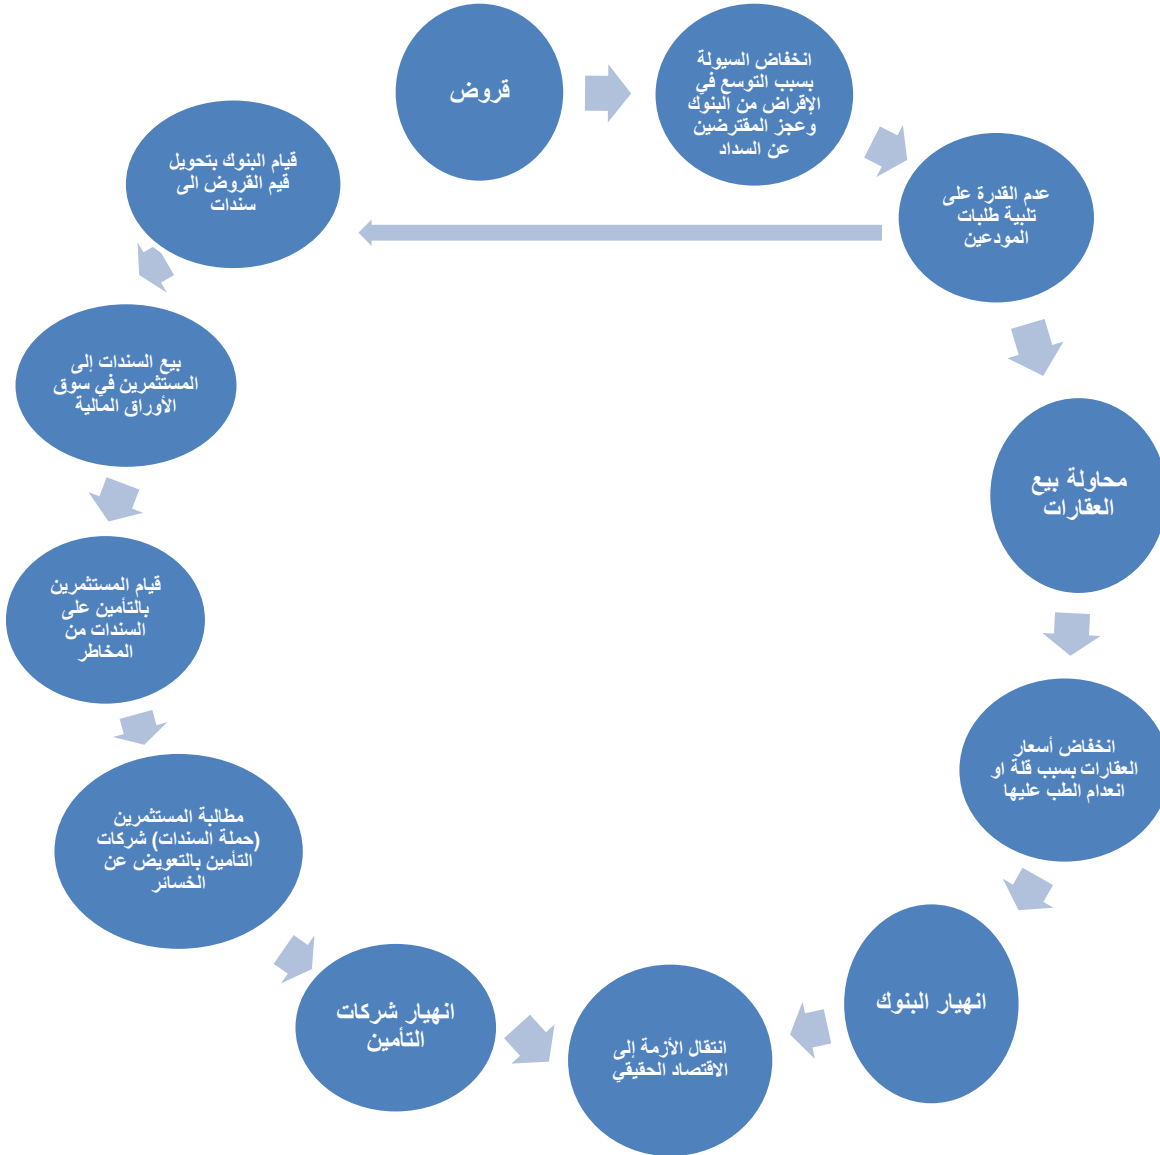 قروض
انخفاض السيولة
بسبب التوسع في
الإقراض من البنوك
وعجز المقترضين
عن السداد
عدم القدرة على
تلبية طلبات
المودعين
محاولة بيع
العقارات
انخفاض أسعار
العقارات بسبب قلة او
انعدام الطب عليها
انهيار البنوك
انتقال الأزمة إلى
الاقتصاد الحقيقي
قيام البنوك بتحويل
قيم القروض الى
سندات
بيع السندات إلى
المستثمرين في سوق
الأوراق المالية
قيام المستثمرين
بالتأمين على
السندات من
المخاطر
مطالبة المستثمرين
(حملة السندات) شركات
التأمين بالتعويض عن
الخسائر
انهيار شركات
التأمين